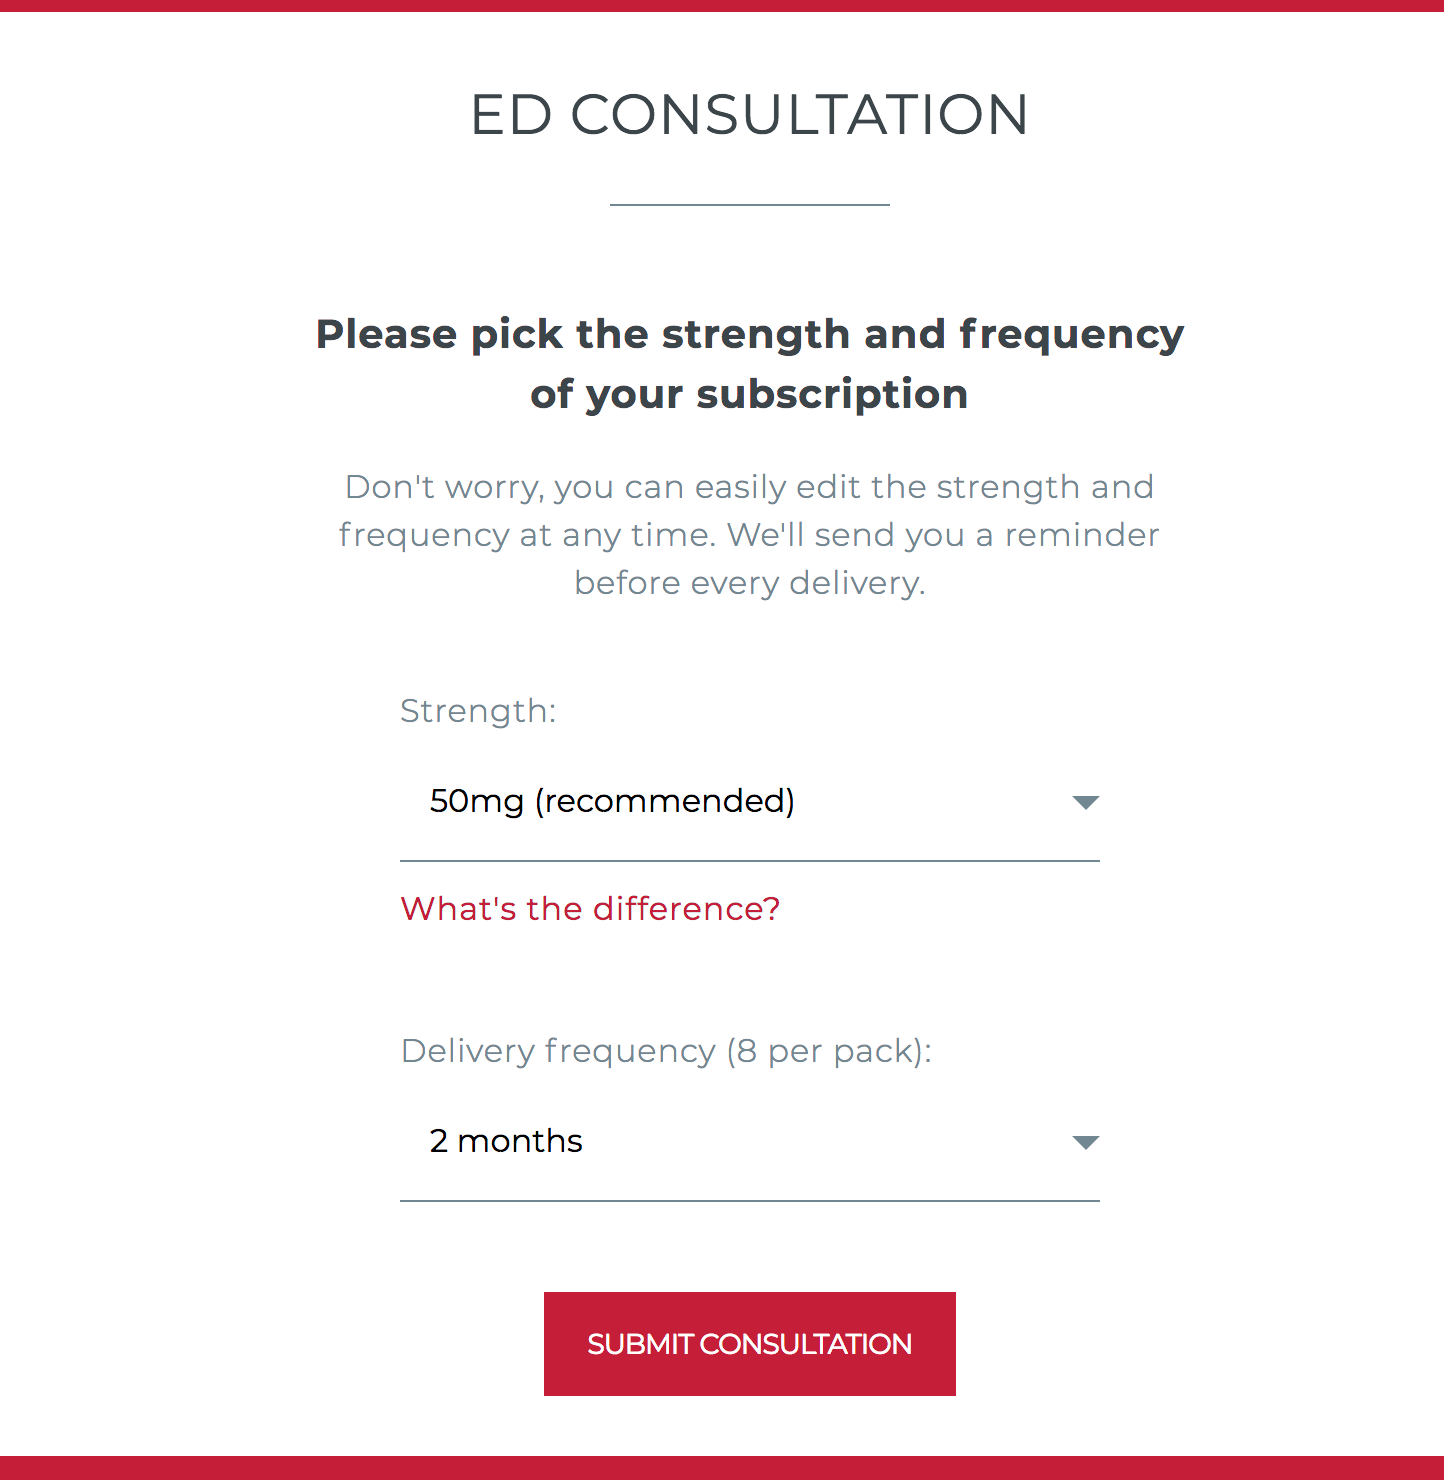 ED CONSULTATION
Please pick the strength and frequency
of your subscription
Don't worry, you can easily edit the strength and
frequency at any time. We'll send you a reminder
before every delivery.
Strength:
50mg (recommended)
What's the difference?
Delivery frequency (8 per pack):
2 months
SUBMIT CONSULTATION